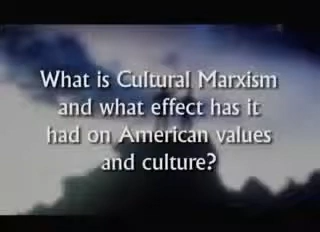 What is Cultural Marxism
and what effect has it
had on American values
and culture?